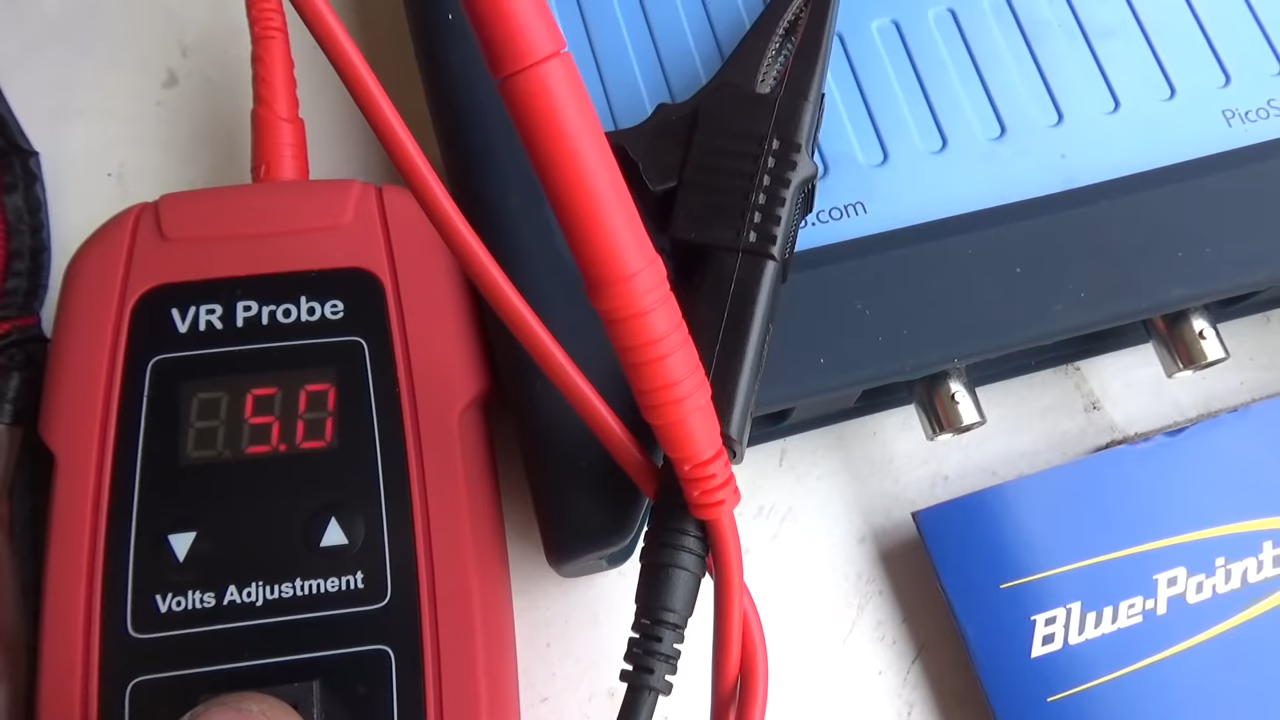 VR Probe
5.0
Volts Adjustment
.com
PicoS
Blue-Point